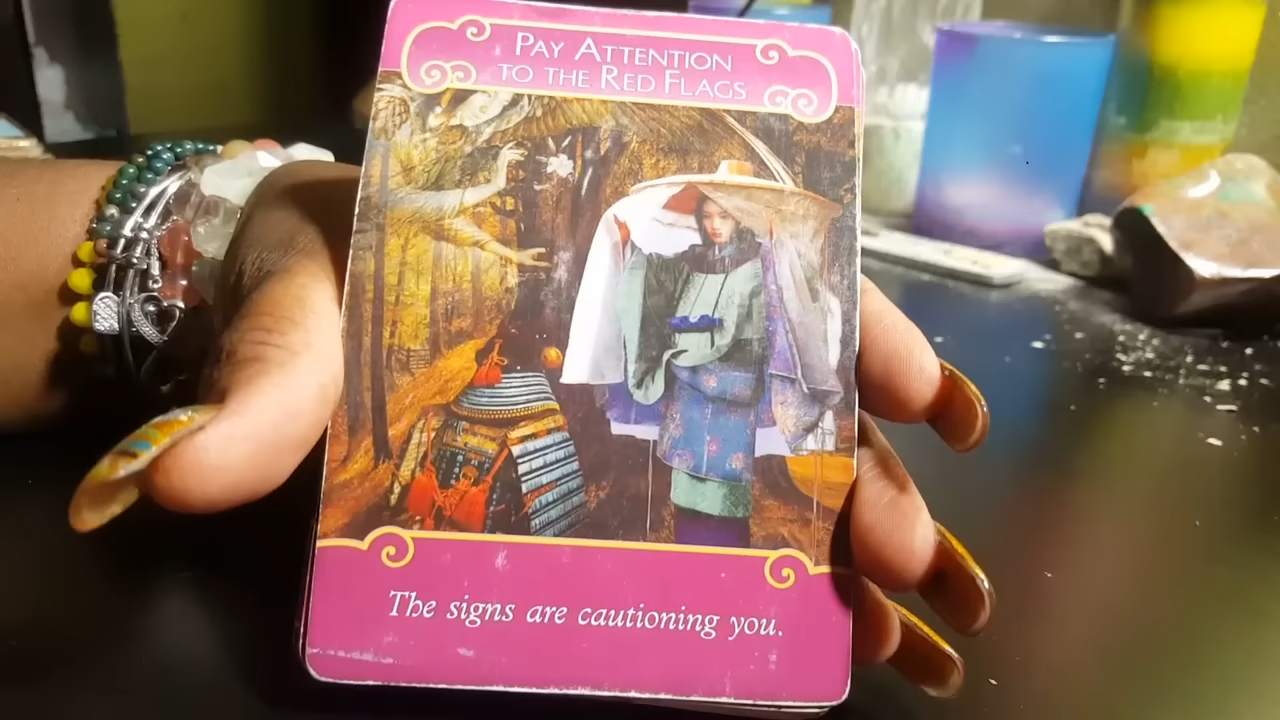 Pay Attention
to the Red Flags
The signs are cautioning you.